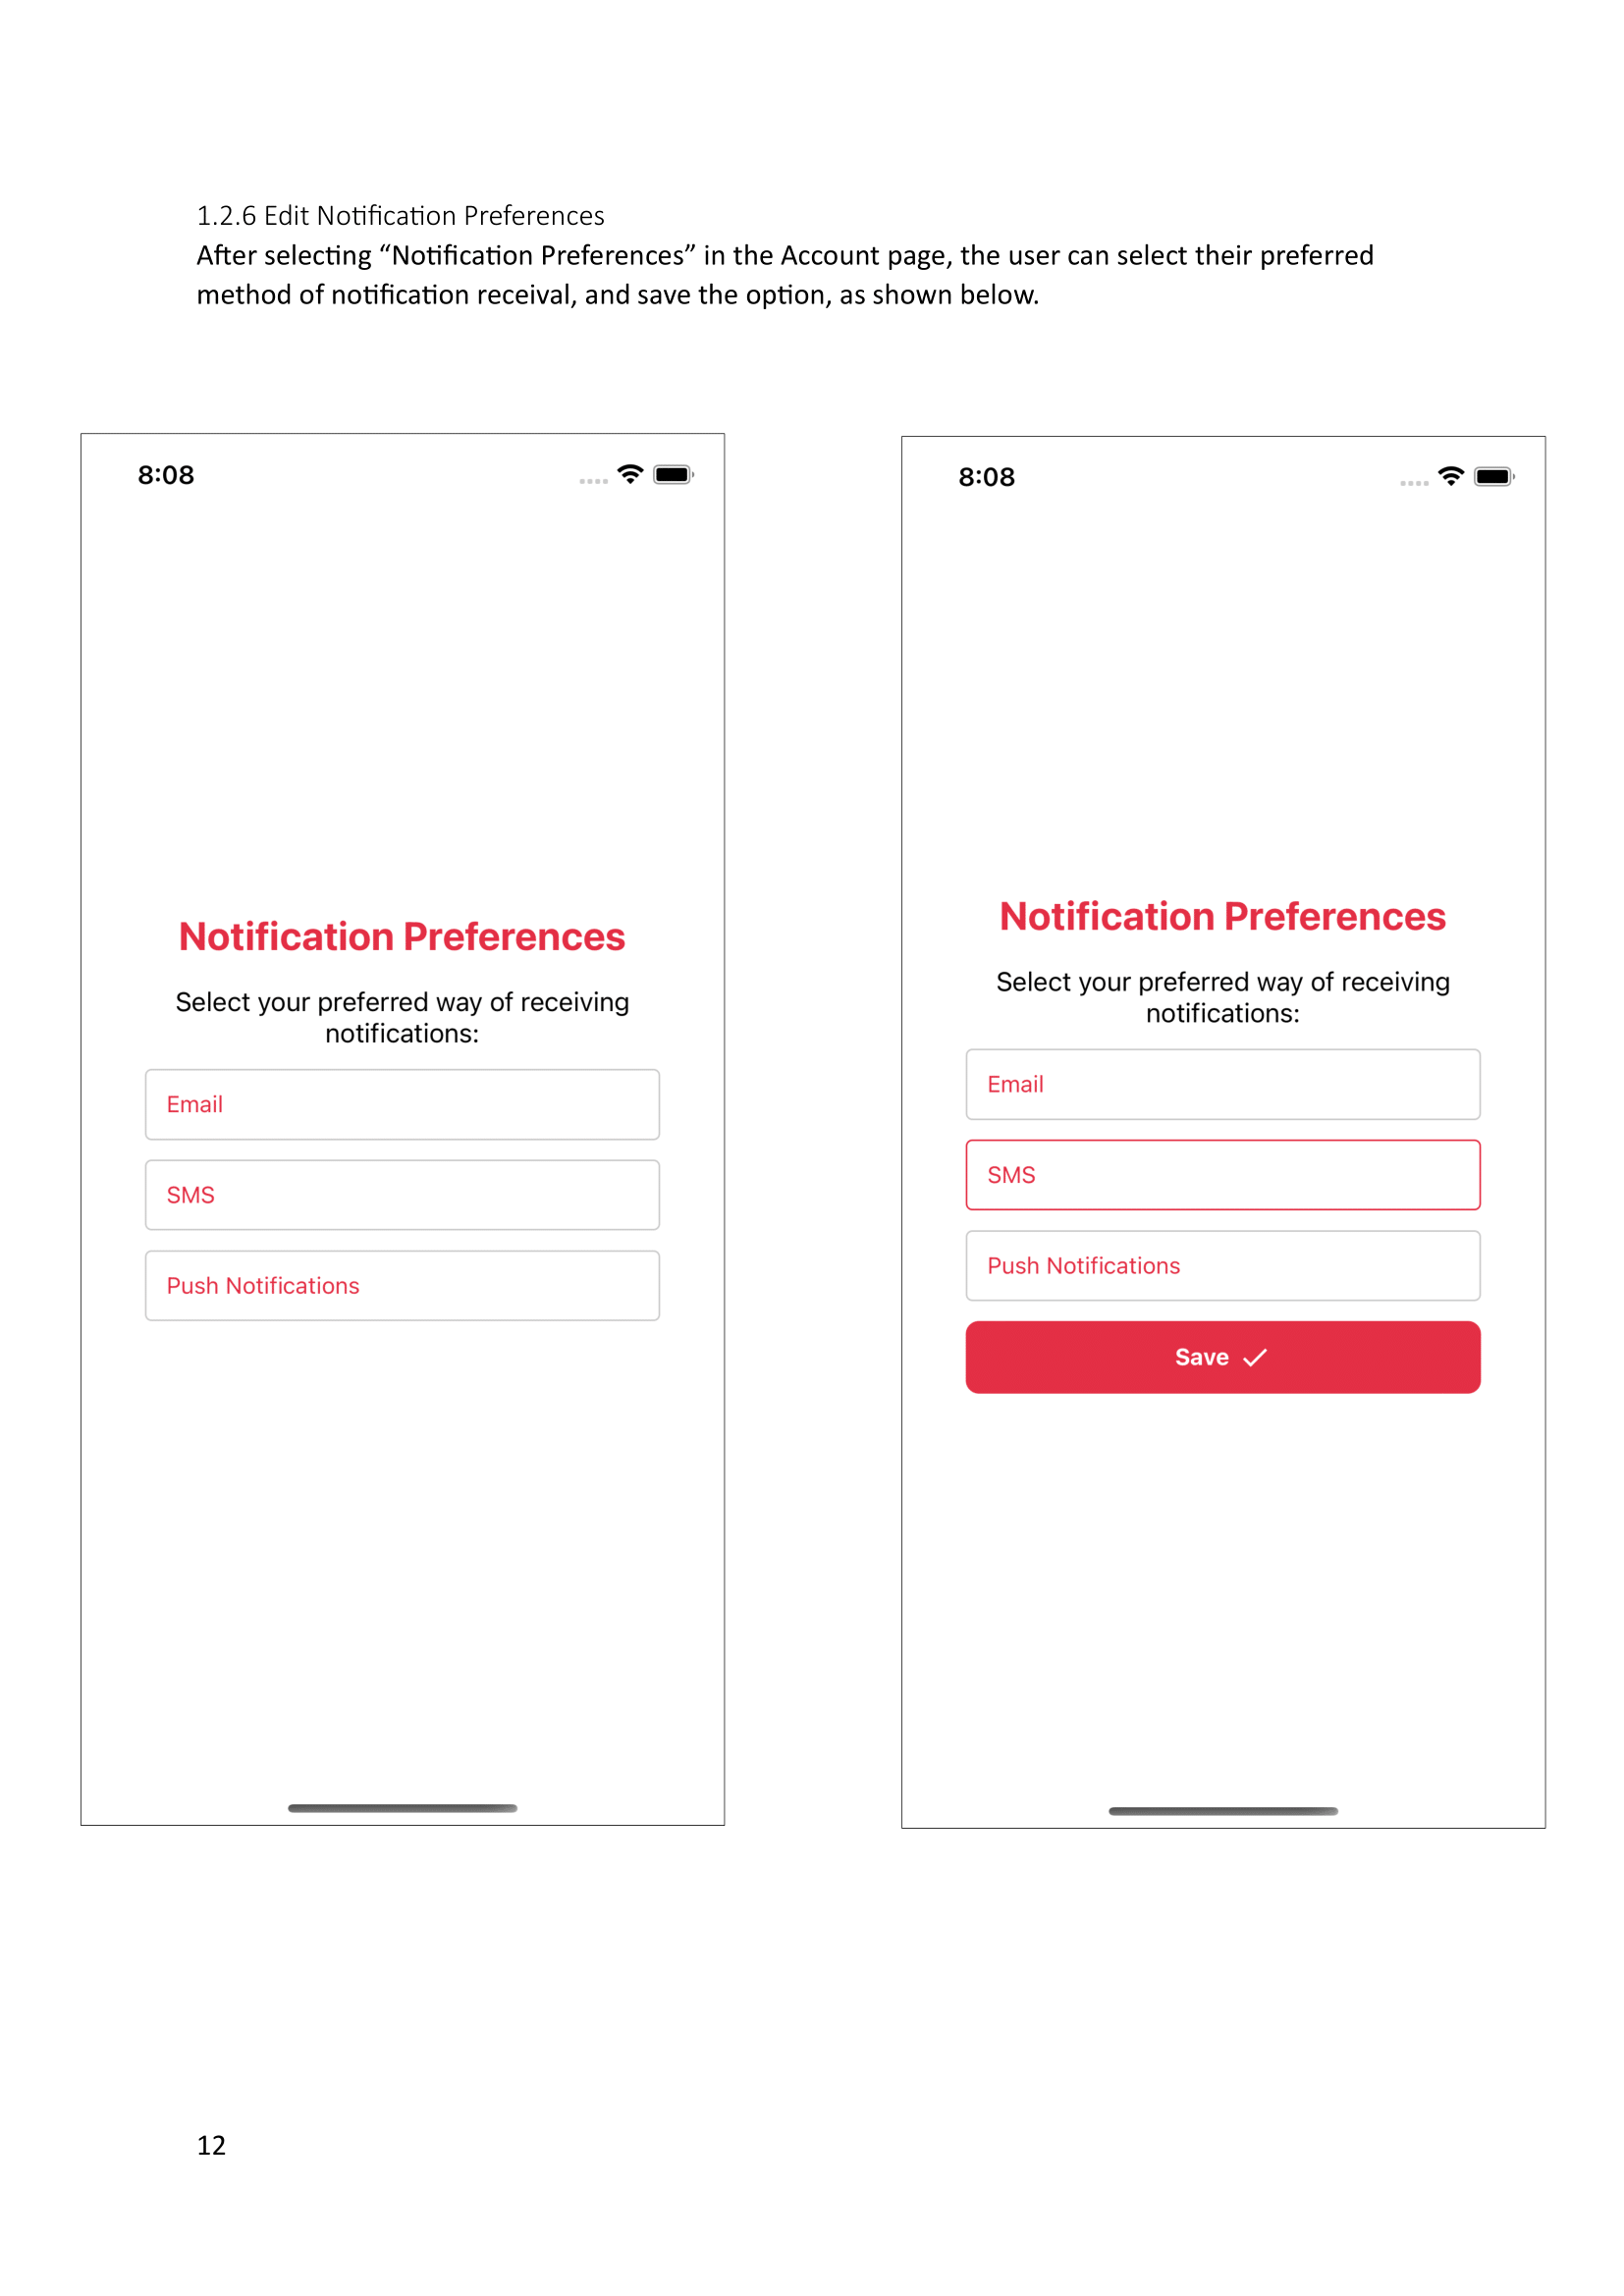 1.2.6 Edit Notification Preferences
After selecting “Notification Preferences” in the Account page, the user can select their preferred
method of notification receival, and save the option, as shown below.
8:08
Notification Preferences
Select your preferred way of receiving
notifications:
Email
SMS
Push Notifications
8:08
Notification Preferences
Select your preferred way of receiving
notifications:
Email
SMS
Push Notifications
Save
12